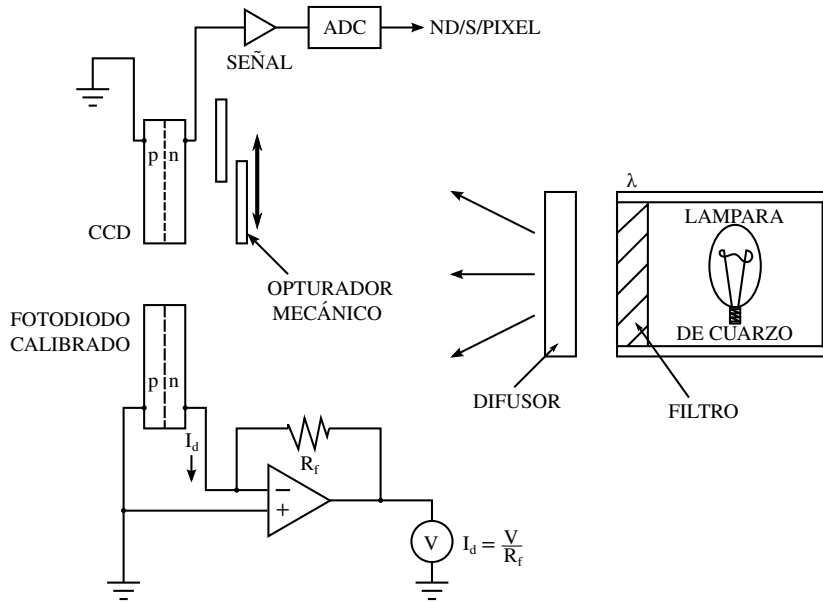 ADC
ND/S/PIXEL
SEÑAL
p n
CCD
OPTURADOR
MECÁNICO
λ
LAMPARA
DE CUARZO
DIFUSOR
FILTRO
FOTODIODO
CALIBRADO
p n
I_d
R_f
−
+
V
I_d = V/R_f